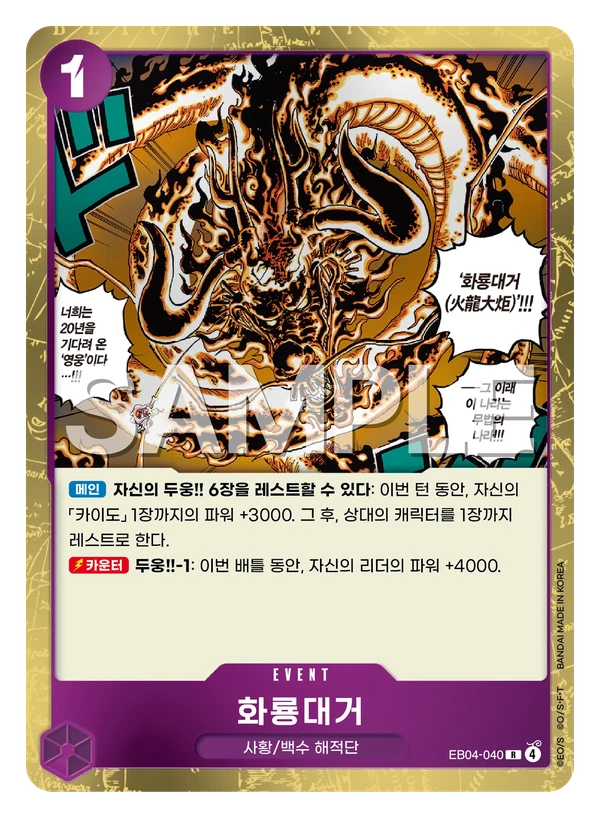 1
너희는
20년을
기다려 온
'영웅'이다
…!!!
'화룡대거
(火龍大炬)'!!!
──그 이래
이 나라는
무법의
나라!!!
SAMPLE
메인 자신의 두웅!! 6장을 레스트할 수 있다: 이번 턴 동안, 자신의
「카이도」 1장까지의 파워 +3000. 그 후, 상대의 캐릭터를 1장까지
레스트로 한다.
카운터 두웅!!-1: 이번 배틀 동안, 자신의 리더의 파워 +4000.
EVENT
화룡대거
사황/백수 해적단
EB04-040 R 4
©E.O/S ©O/S·F·T BANDAI MADE IN KOREA